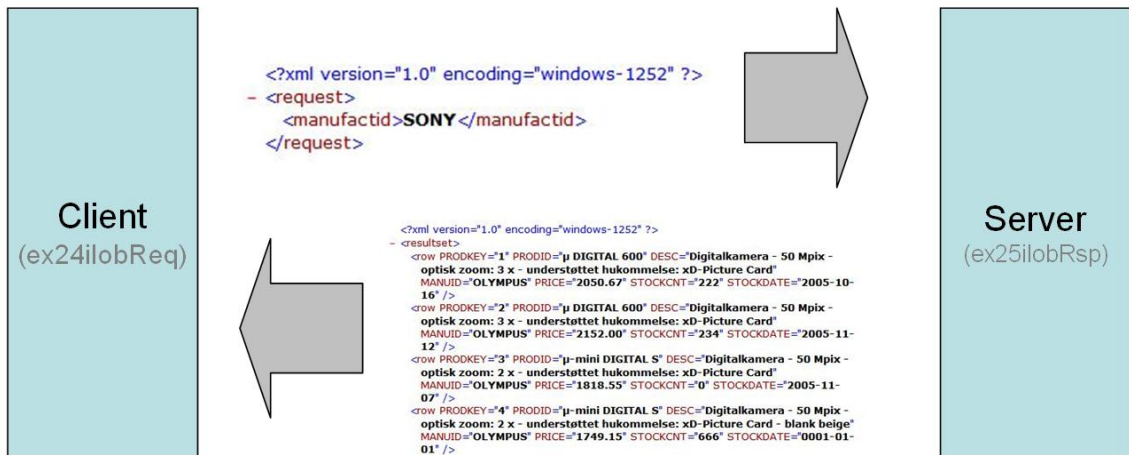 Client
(ex24ilobReq)
<?xml version="1.0" encoding="windows-1252" ?>
- <request>
<manufactid>SONY</manufactid>
</request>
<?xml version="1.0" encoding="windows-1252" ?>
- <resultset>
<row PRODKEY="1" PRODID="µ DIGITAL 600" DESC="Digitalkamera - 50 Mpix -
optisk zoom: 3 x - understøttet hukommelse: xD-Picture Card"
MANUID="OLYMPUS" PRICE="2050.67" STOCKCNT="222" STOCKDATE="2005-10-
16" />
<row PRODKEY="2" PRODID="µ DIGITAL 600" DESC="Digitalkamera - 50 Mpix -
optisk zoom: 3 x - understøttet hukommelse: xD-Picture Card"
MANUID="OLYMPUS" PRICE="2152.00" STOCKCNT="234" STOCKDATE="2005-11-
12" />
<row PRODKEY="3" PRODID="µ-mini DIGITAL S" DESC="Digitalkamera - 50 Mpix -
optisk zoom: 2 x - understøttet hukommelse: xD-Picture Card"
MANUID="OLYMPUS" PRICE="1818.55" STOCKCNT="0" STOCKDATE="2005-11-
07" />
<row PRODKEY="4" PRODID="µ-mini DIGITAL S" DESC="Digitalkamera - 50 Mpix -
optisk zoom: 2 x - understøttet hukommelse: xD-Picture Card - blank beige"
MANUID="OLYMPUS" PRICE="1749.15" STOCKCNT="666" STOCKDATE="0001-01-
01" />
Server
(ex25ilobRsp)